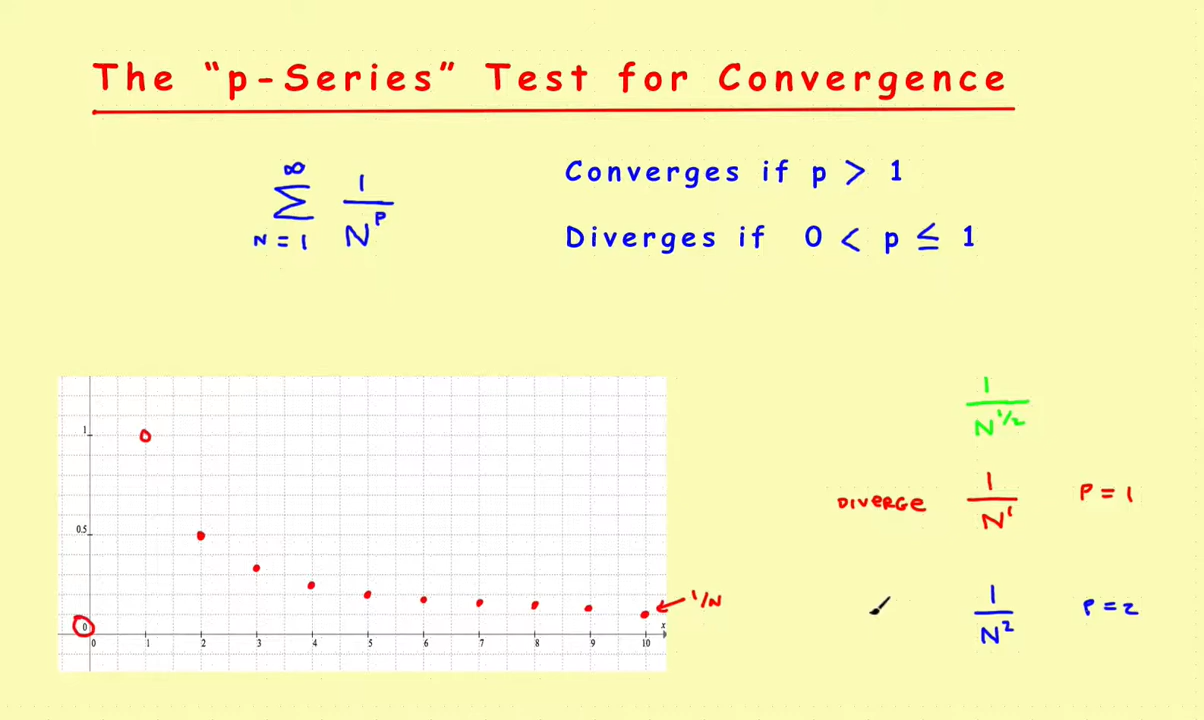 The “p-Series” Test for Convergence
∞
Σ 1/N^P
N = 1
Converges if p > 1
Diverges if 0 < p ≤ 1
1
0.5
0
0 1 2 3 4 5 6 7 8 9 10
x
1/N
1/N^1/2
DIVERGE 1/N^1 P = 1
1/N^2 P = 2